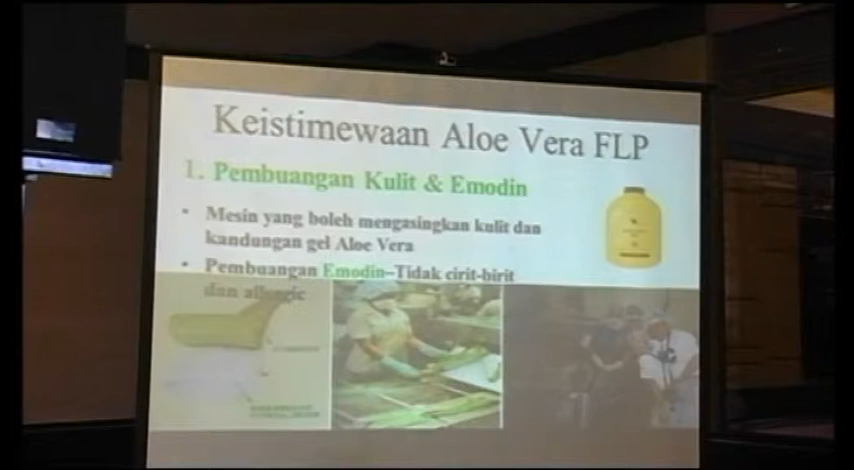 Keistimewaan Aloe Vera FLP
1. Pembuangan Kulit & Emodin
• Mesin yang boleh mengasingkan kulit dan
kandungan gel Aloe Vera
• Pembuangan Emodin–Tidak cirit-birit
dan allergic